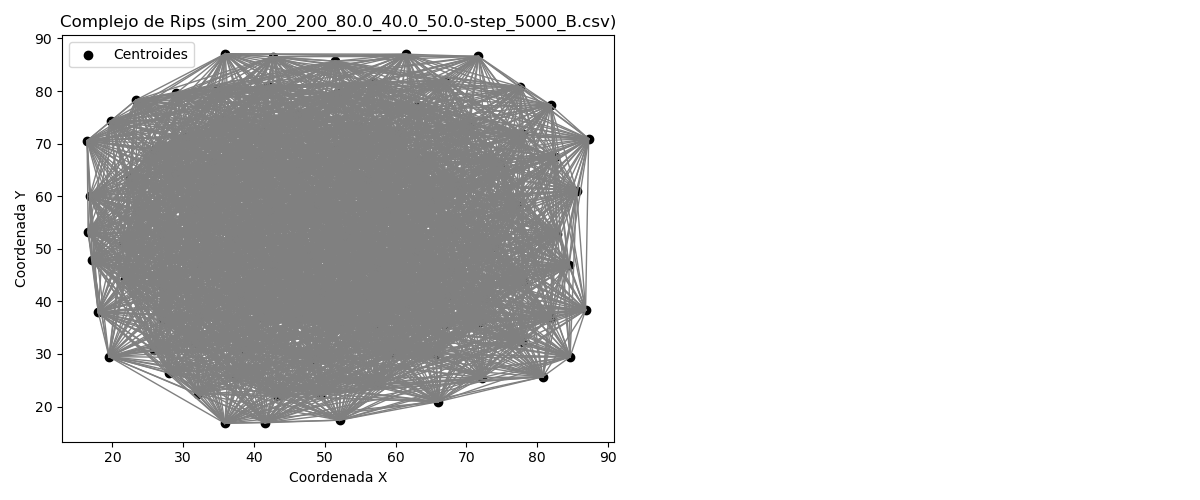 Complejo de Rips (sim_200_200_80.0_40.0_50.0-step_5000_B.csv)
Centroides
90
80
70
60
50
40
30
20
Coordenada Y
20 30 40 50 60 70 80 90
Coordenada X